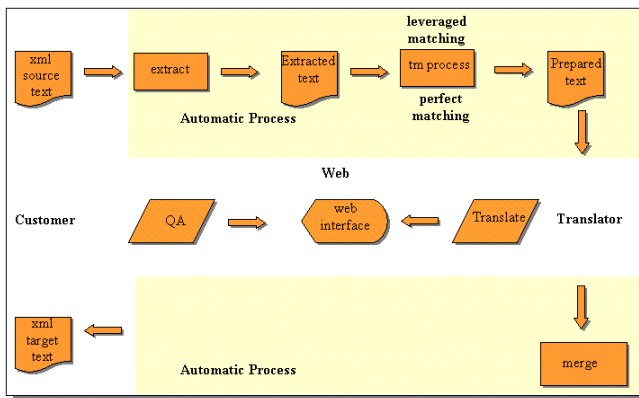 leveraged
matching
xml
source
text
extract
Extracted
text
tm process
Prepared
text
perfect
matching
Automatic Process
Web
Customer
QA
web
interface
Translate
Translator
xml
target
text
Automatic Process
merge